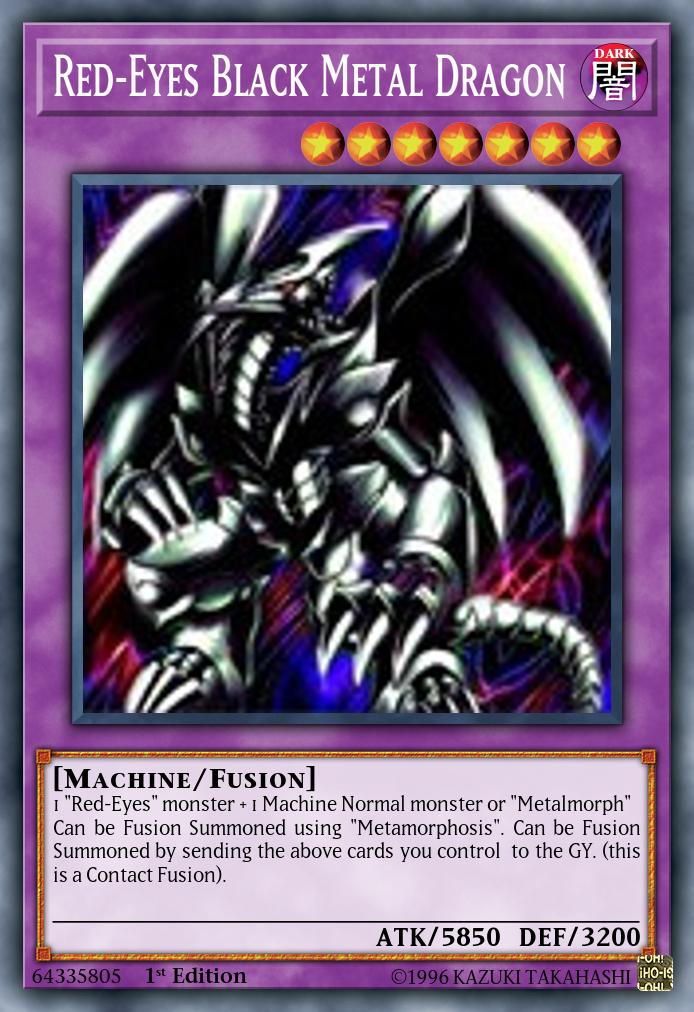 RED-EYES BLACK METAL DRAGON
DARK
闇
[MACHINE/FUSION]
1 "Red-Eyes" monster + 1 Machine Normal monster or "Metalmorph"
Can be Fusion Summoned using "Metamorphosis". Can be Fusion
Summoned by sending the above cards you control to the GY. (this
is a Contact Fusion).
ATK/5850 DEF/3200
64335805 1st Edition ©1996 KAZUKI TAKAHASHI